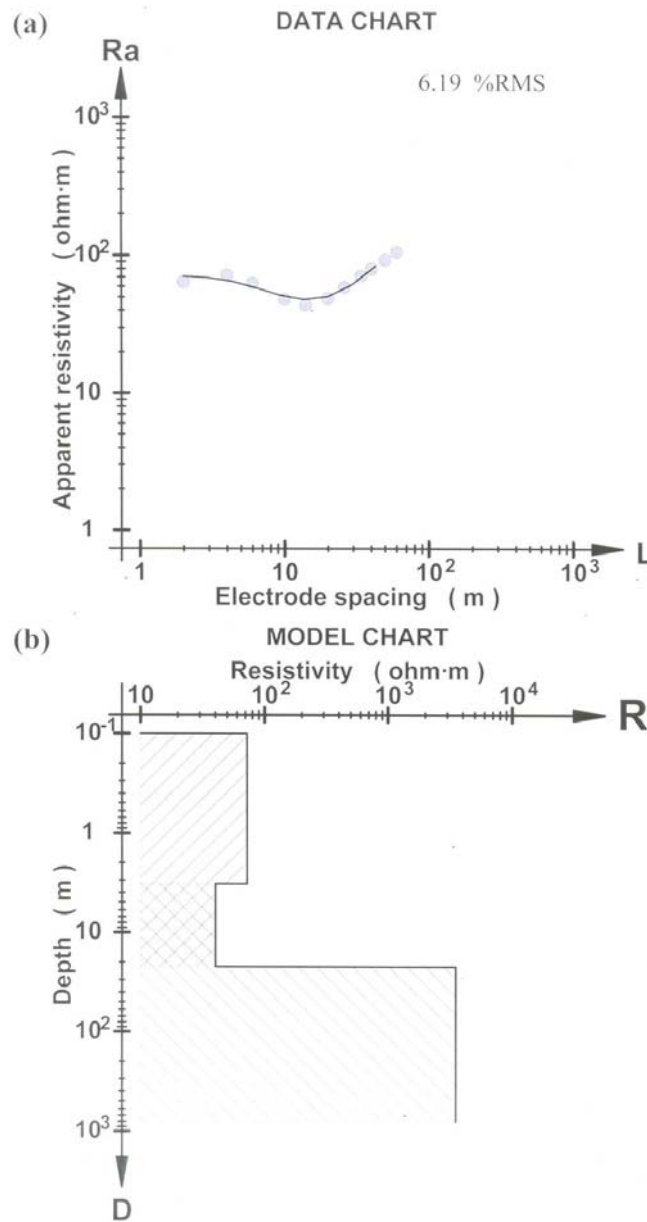 (a)
DATA CHART
Ra
6.19 %RMS
10³
10²
10
1
Apparent resistivity ( ohm·m )
1 10 10² 10³
L
Electrode spacing ( m )
(b)
MODEL CHART
Resistivity ( ohm·m )
10 10² 10³ 10⁴
R
10⁻¹
1
10
10²
10³
Depth ( m )
D